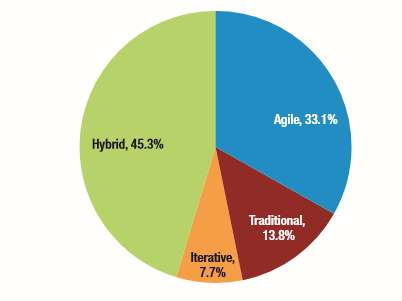 Agile, 33.1%
Hybrid, 45.3%
Traditional,
13.8%
Iterative,
7.7%